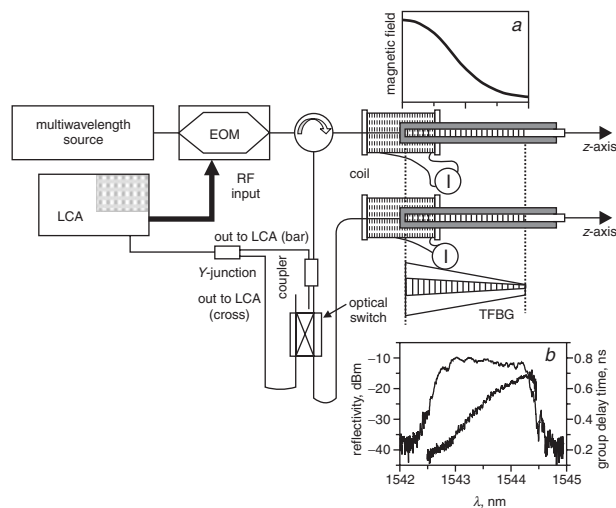 a
magnetic field
multiwavelength
source
EOM
RF
input
LCA
coil
I
z-axis
I
z-axis
out to LCA (bar)
Y-junction
coupler
out to LCA
(cross)
optical
switch
TFBG
b
reflectivity, dBm
–10
–20
–30
–40
0.8
0.6
0.4
0.2
group delay time, ns
1542 1543 1544 1545
λ, nm